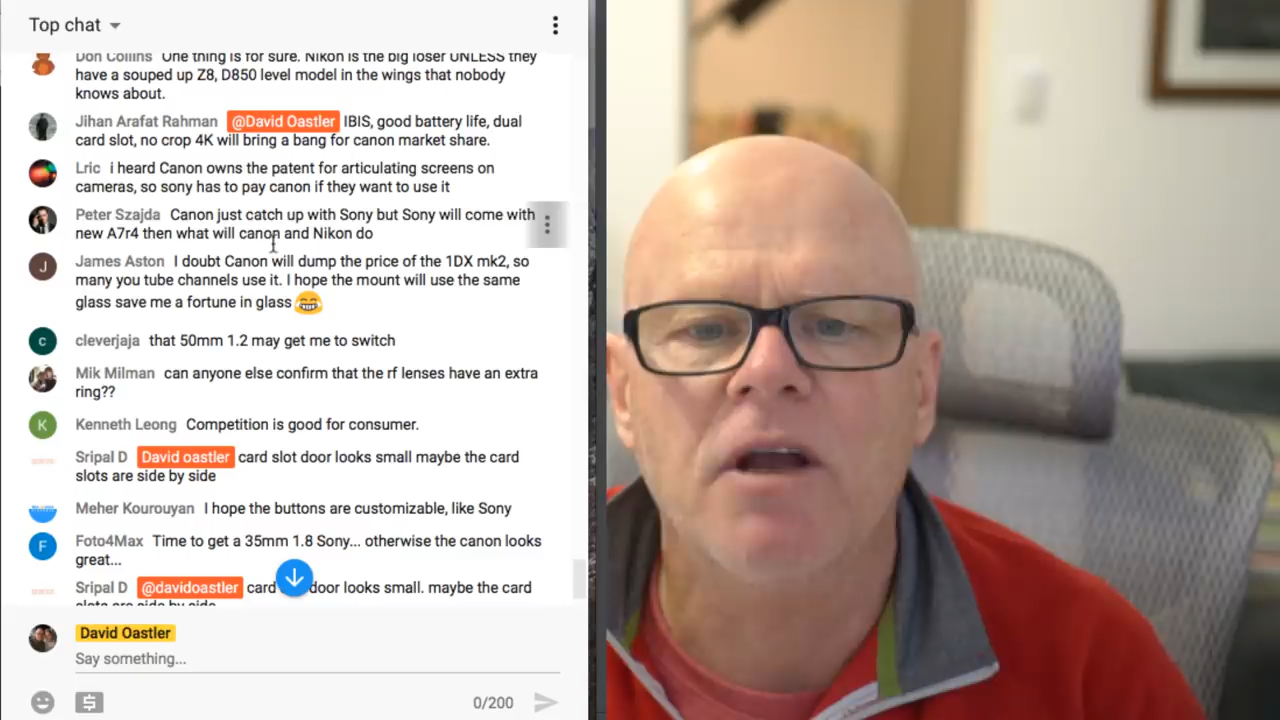 Top chat
Don Collins One thing is for sure. Nikon is the big loser UNLESS they
have a souped up Z8, D850 level model in the wings that nobody
knows about.
Jihan Arafat Rahman @David Oastler IBIS, good battery life, dual
card slot, no crop 4K will bring a bang for canon market share.
Lric i heard Canon owns the patent for articulating screens on
cameras, so sony has to pay canon if they want to use it
Peter Szajda Canon just catch up with Sony but Sony will come with
new A7r4 then what will canon and Nikon do
James Aston I doubt Canon will dump the price of the 1DX mk2, so
many you tube channels use it. I hope the mount will use the same
glass save me a fortune in glass 😂
cleverjaja that 50mm 1.2 may get me to switch
Mik Milman can anyone else confirm that the rf lenses have an extra
ring??
Kenneth Leong Competition is good for consumer.
Sripal D David oastler card slot door looks small maybe the card
slots are side by side
Meher Kourouyan I hope the buttons are customizable, like Sony
Foto4Max Time to get a 35mm 1.8 Sony... otherwise the canon looks
great...
Sripal D @davidoastler card door looks small. maybe the card
slots are side by side
David Oastler
Say something...
0/200